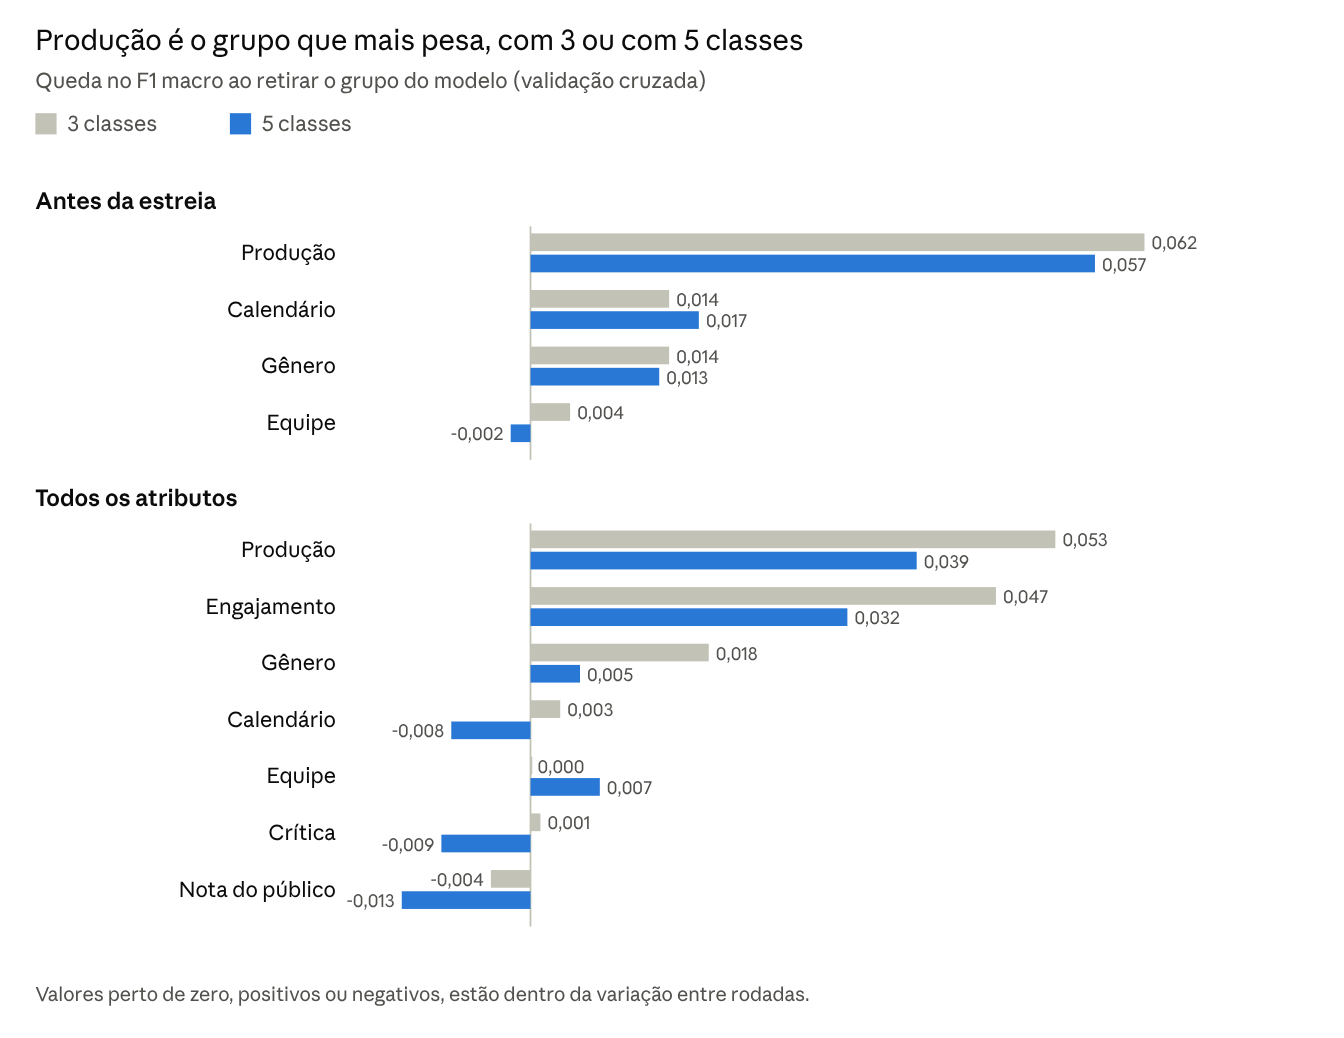 Produção é o grupo que mais pesa, com 3 ou com 5 classes
Queda no F1 macro ao retirar o grupo do modelo (validação cruzada)
3 classes 5 classes
Antes da estreia
Produção 0,062
0,057
Calendário 0,014
0,017
Gênero 0,014
0,013
Equipe 0,004
-0,002
Todos os atributos
Produção 0,053
0,039
Engajamento 0,047
0,032
Gênero 0,018
0,005
Calendário 0,003
-0,008
Equipe 0,000
0,007
Crítica 0,001
-0,009
Nota do público -0,004
-0,013
Valores perto de zero, positivos ou negativos, estão dentro da variação entre rodadas.